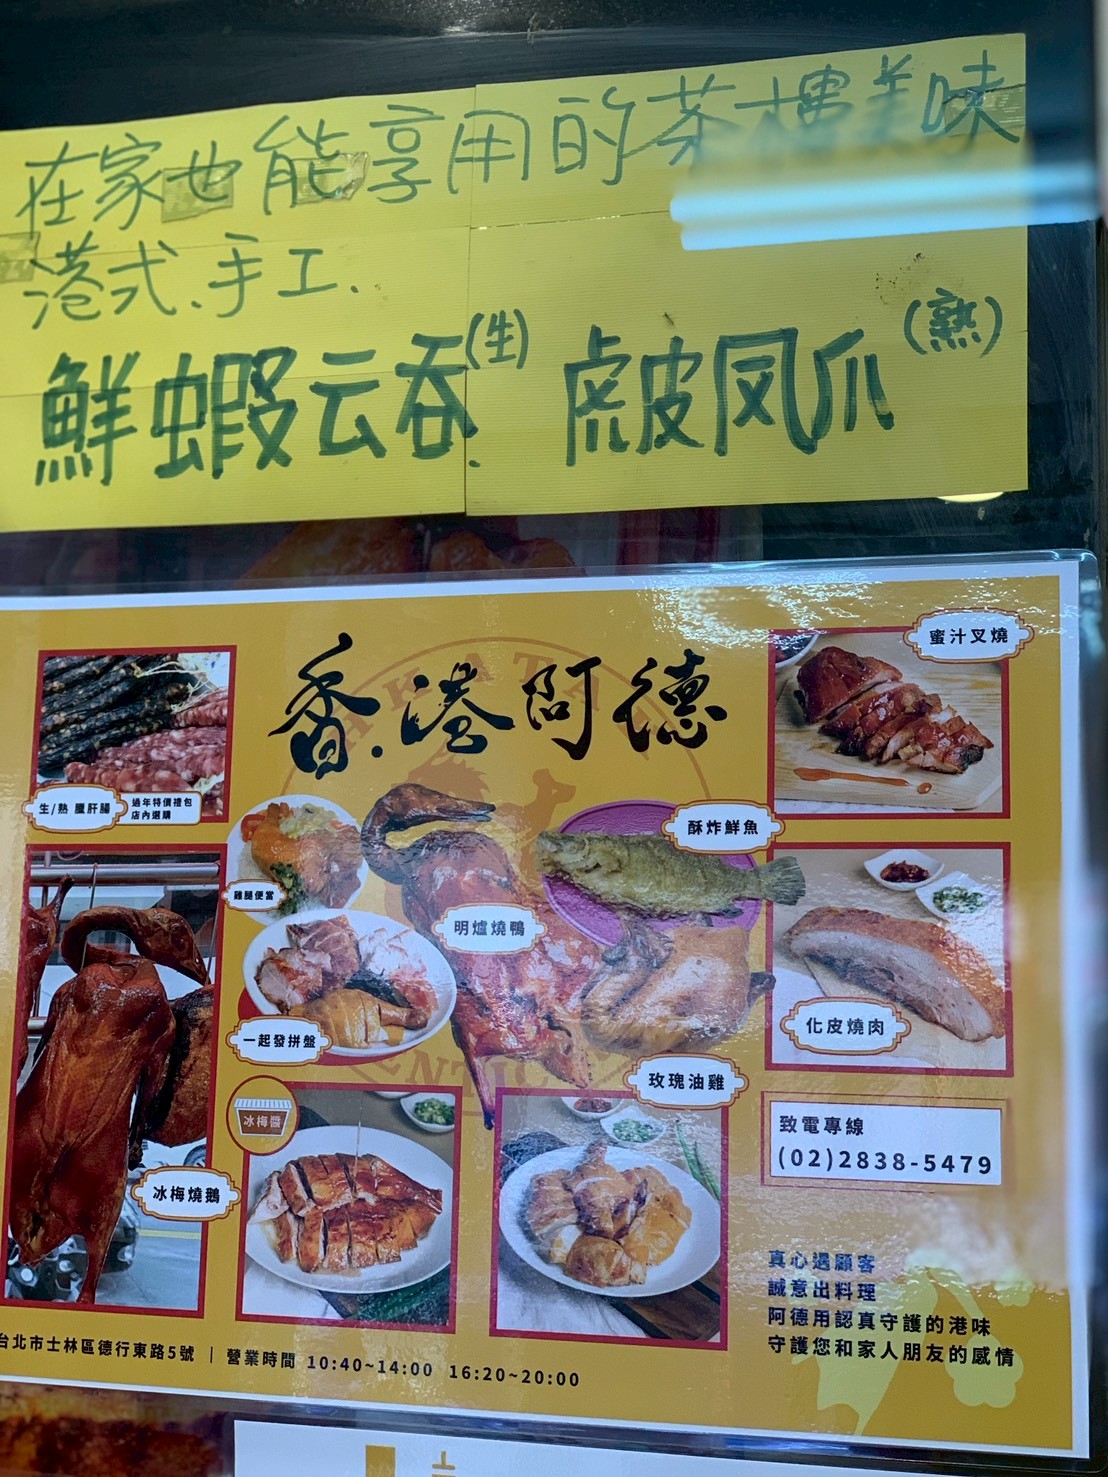 在家也能享用的茶樓美味
港式、手工.
鮮蝦云吞(生) 虎皮凤爪(熟)
香.港阿德
蜜汁叉燒
生/熟 臘肝腸
過年特價禮包
店內選購
酥炸鮮魚
雞腿便當
明爐燒鴨
一起發拼盤
化皮燒肉
玫瑰油雞
冰梅醬
冰梅燒鵝
致電專線
(02)2838-5479
真心遇顧客
誠意出料理
阿德用認真守護的港味
守護您和家人朋友的感情
台北市士林區德行東路5號 | 營業時間 10:40~14:00 16:20~20:00